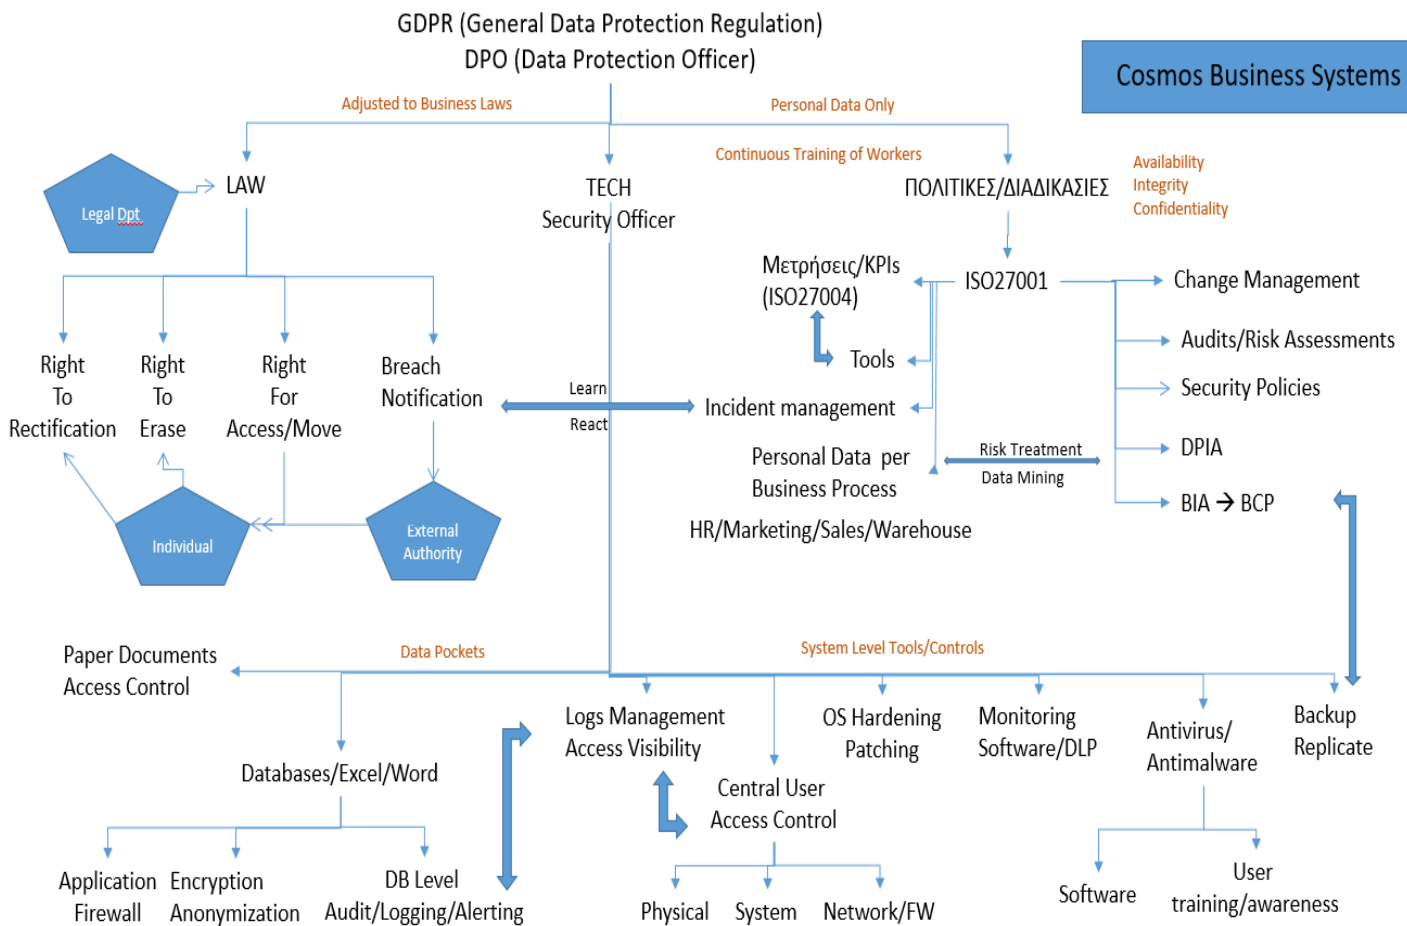 GDPR (General Data Protection Regulation)
DPO (Data Protection Officer)
Cosmos Business Systems
Adjusted to Business Laws
Personal Data Only
Continuous Training of Workers
Availability
Integrity
Confidentiality
Legal Dpt
LAW
TECH
Security Officer
ΠΟΛΙΤΙΚΕΣ/ΔΙΑΔΙΚΑΣΙΕΣ
Μετρήσεις/KPIs
(ISO27004)
ISO27001
Change Management
Audits/Risk Assessments
Tools
Security Policies
Right
To
Rectification
Right
To
Erase
Right
For
Access/Move
Breach
Notification
Learn
React
Incident management
Personal Data per
Business Process
Risk Treatment
Data Mining
DPIA
BIA → BCP
HR/Marketing/Sales/Warehouse
Individual
External
Authority
Paper Documents
Access Control
Data Pockets
System Level Tools/Controls
Logs Management
Access Visibility
OS Hardening
Patching
Monitoring
Software/DLP
Antivirus/
Antimalware
Backup
Replicate
Databases/Excel/Word
Central User
Access Control
Application
Firewall
Encryption
Anonymization
DB Level
Audit/Logging/Alerting
Physical
System
Network/FW
Software
User
training/awareness